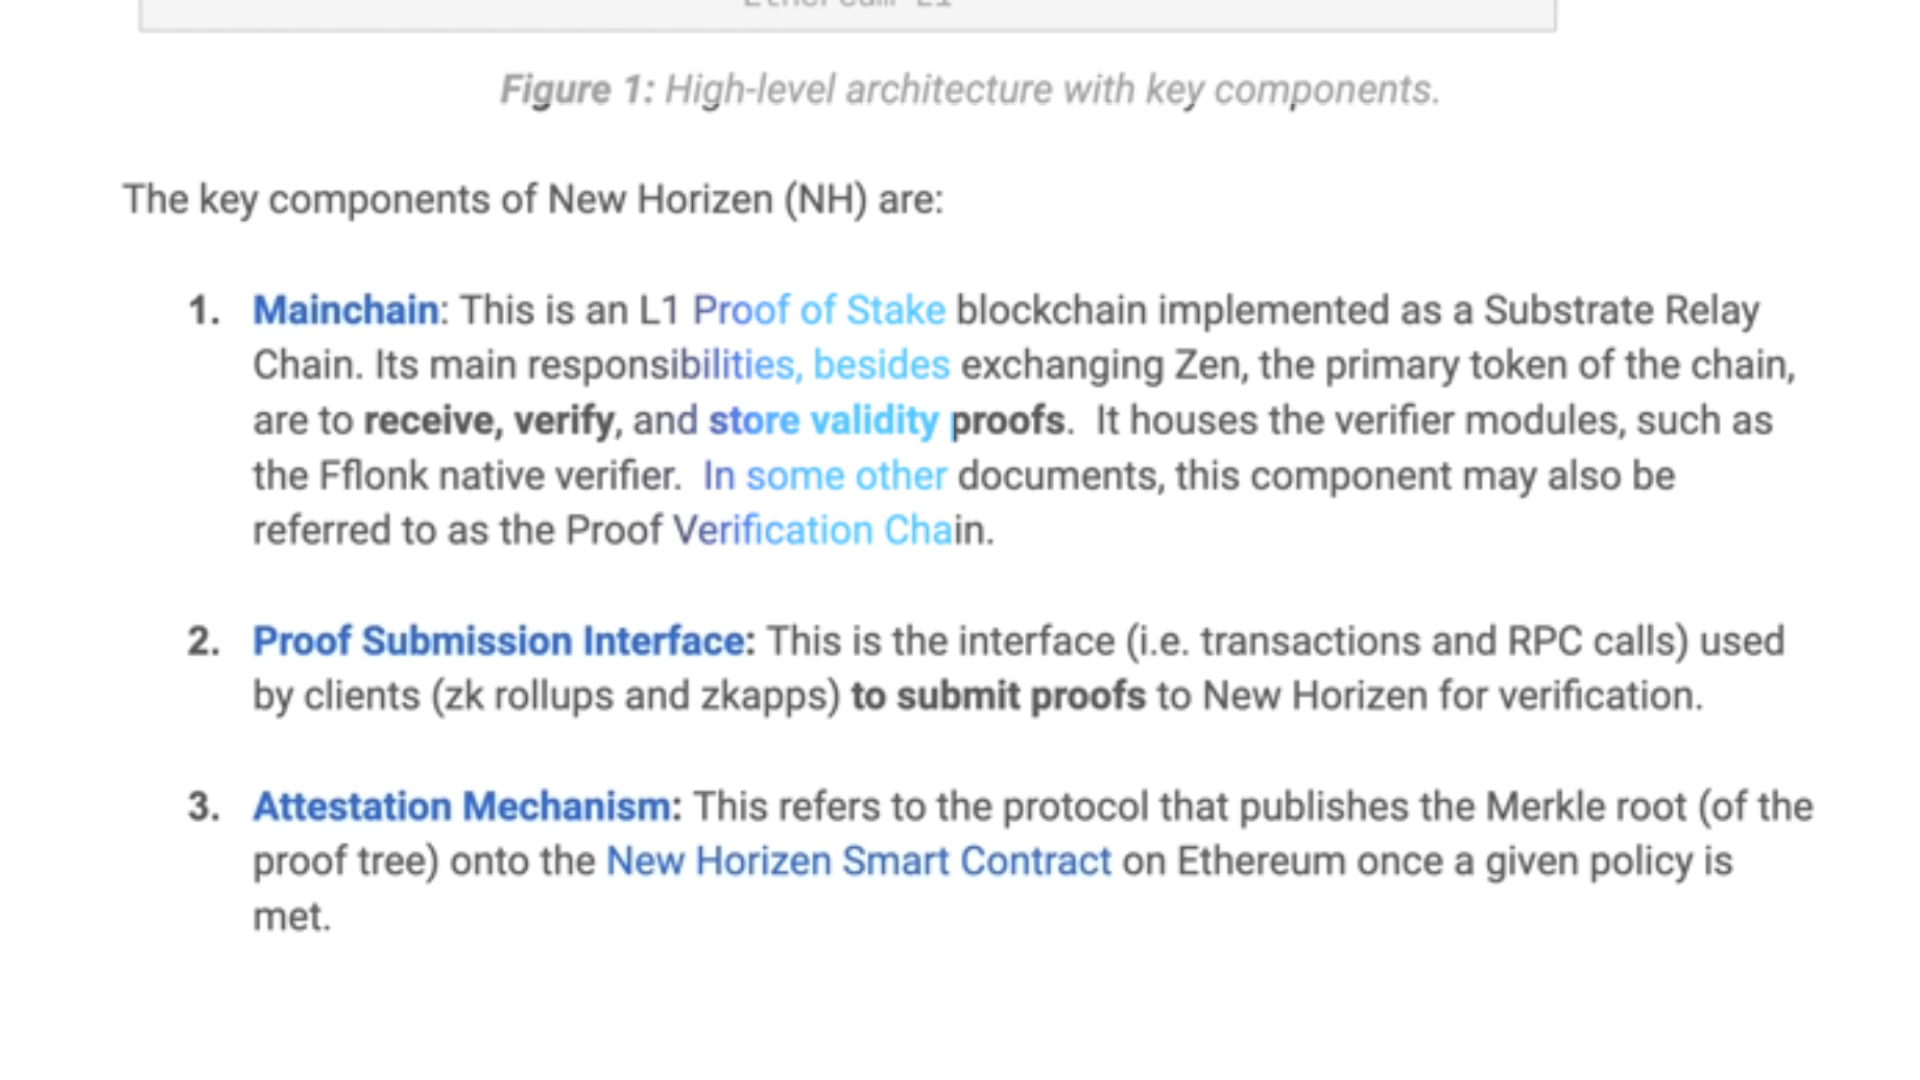 Ethereum L1
Figure 1: High-level architecture with key components.
The key components of New Horizen (NH) are:
1. Mainchain: This is an L1 Proof of Stake blockchain implemented as a Substrate Relay
Chain. Its main responsibilities, besides exchanging Zen, the primary token of the chain,
are to receive, verify, and store validity proofs.  It houses the verifier modules, such as
the Fflonk native verifier.  In some other documents, this component may also be
referred to as the Proof Verification Chain.
2. Proof Submission Interface: This is the interface (i.e. transactions and RPC calls) used
by clients (zk rollups and zkapps) to submit proofs to New Horizen for verification.
3. Attestation Mechanism: This refers to the protocol that publishes the Merkle root (of the
proof tree) onto the New Horizen Smart Contract on Ethereum once a given policy is
met.